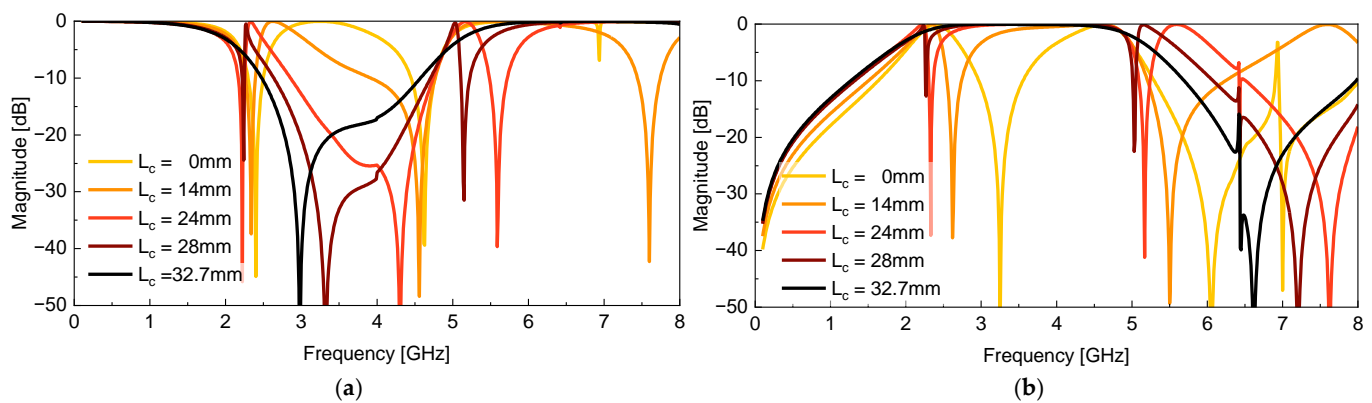 0
−10
−20
−30
−40
−50
Magnitude [dB]
L_c = 0mm
L_c = 14mm
L_c = 24mm
L_c = 28mm
L_c =32.7mm
0 1 2 3 4 5 6 7 8
Frequency [GHz]
(a)
0
−10
−20
−30
−40
−50
Magnitude [dB]
L_c = 0mm
L_c = 14mm
L_c = 24mm
L_c = 28mm
L_c = 32.7mm
0 1 2 3 4 5 6 7 8
Frequency [GHz]
(b)